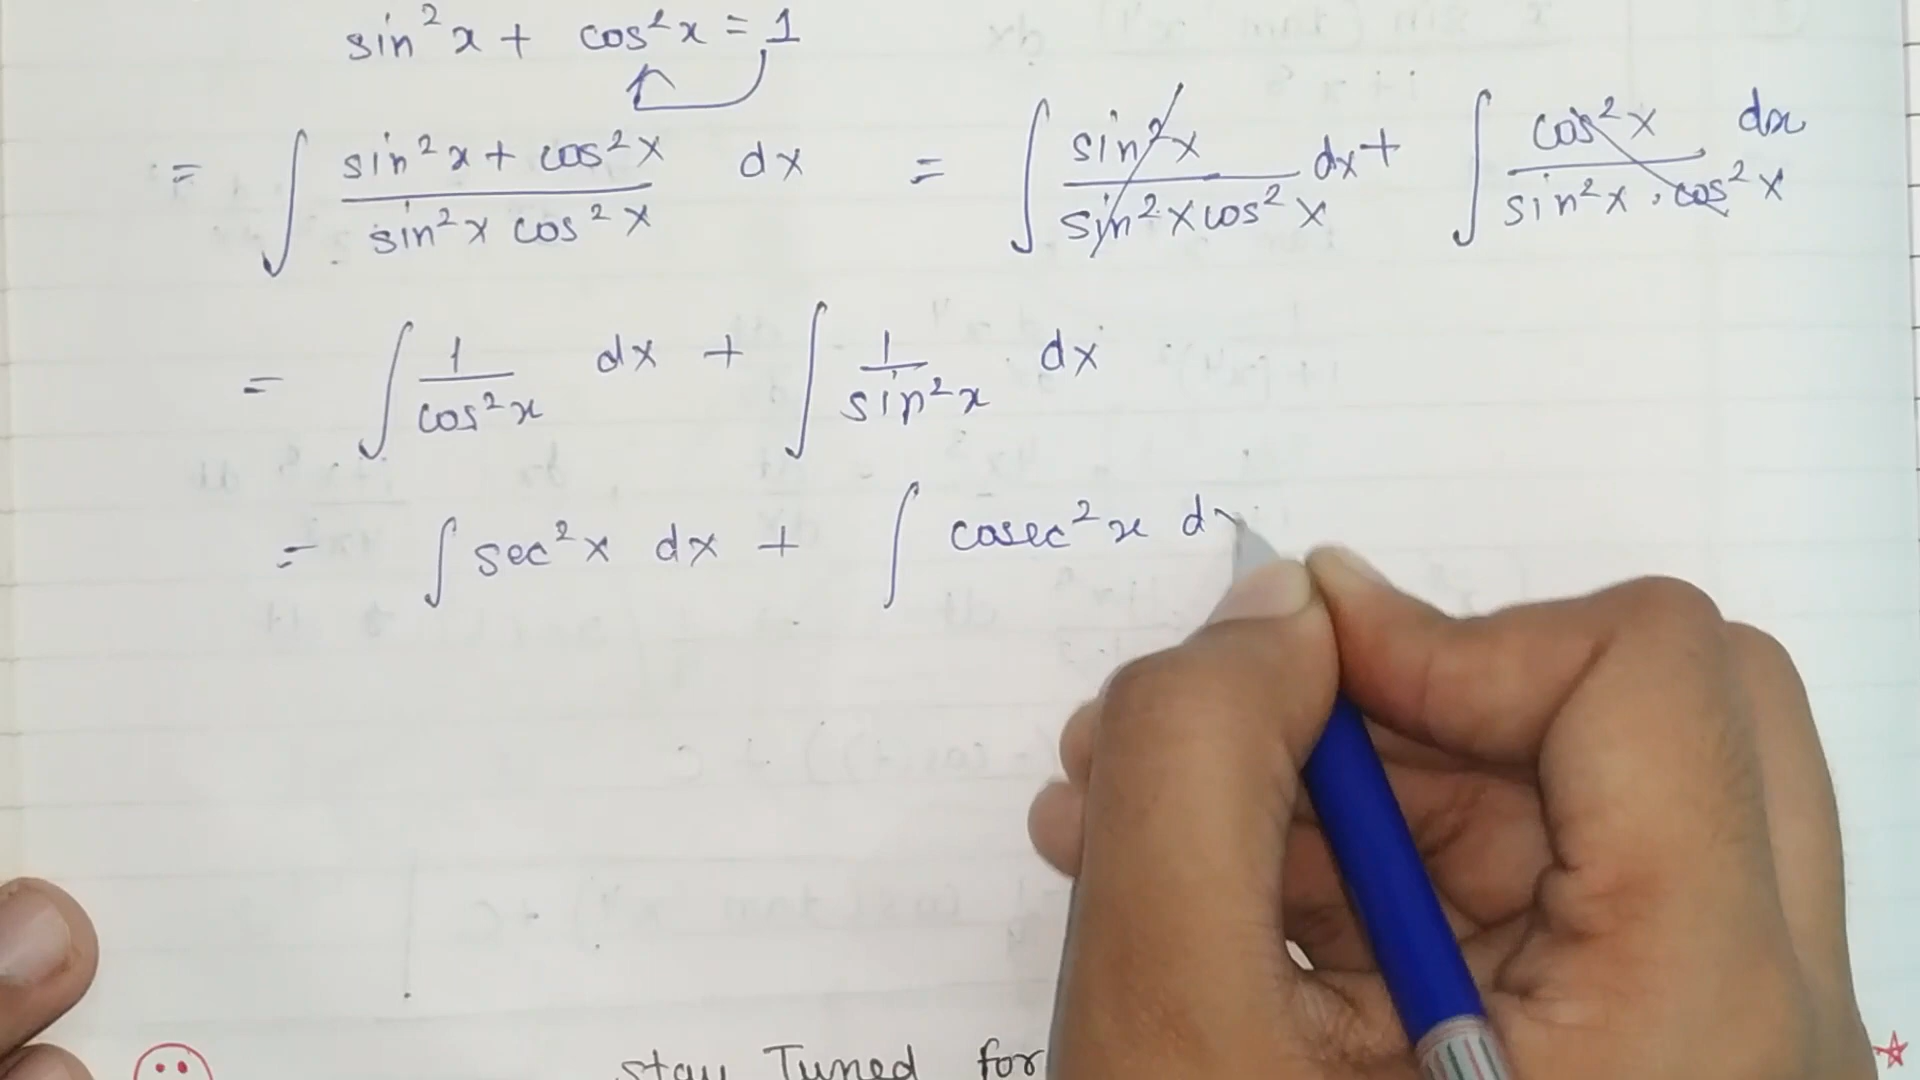 sin²x + cos²x = 1
= ∫ (sin²x + cos²x)/(sin²x cos²x) dx = ∫ sin²x/(sin²x cos²x) dx + ∫ cos²x/(sin²x · cos²x) dx
= ∫ 1/cos²x dx + ∫ 1/sin²x dx
= ∫ sec²x dx + ∫ cosec²x dx
stay Tuned for